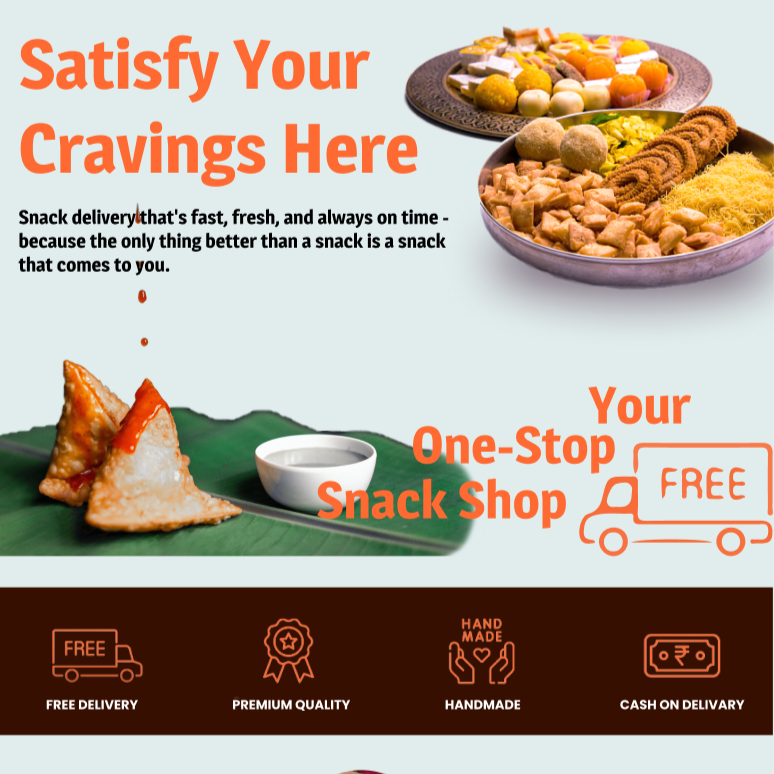 Satisfy Your
Cravings Here
Snack delivery that's fast, fresh, and always on time -
because the only thing better than a snack is a snack
that comes to you.
Your
One-Stop
Snack Shop
FREE
FREE
HAND
MADE
₹
FREE DELIVERY
PREMIUM QUALITY
HANDMADE
CASH ON DELIVARY